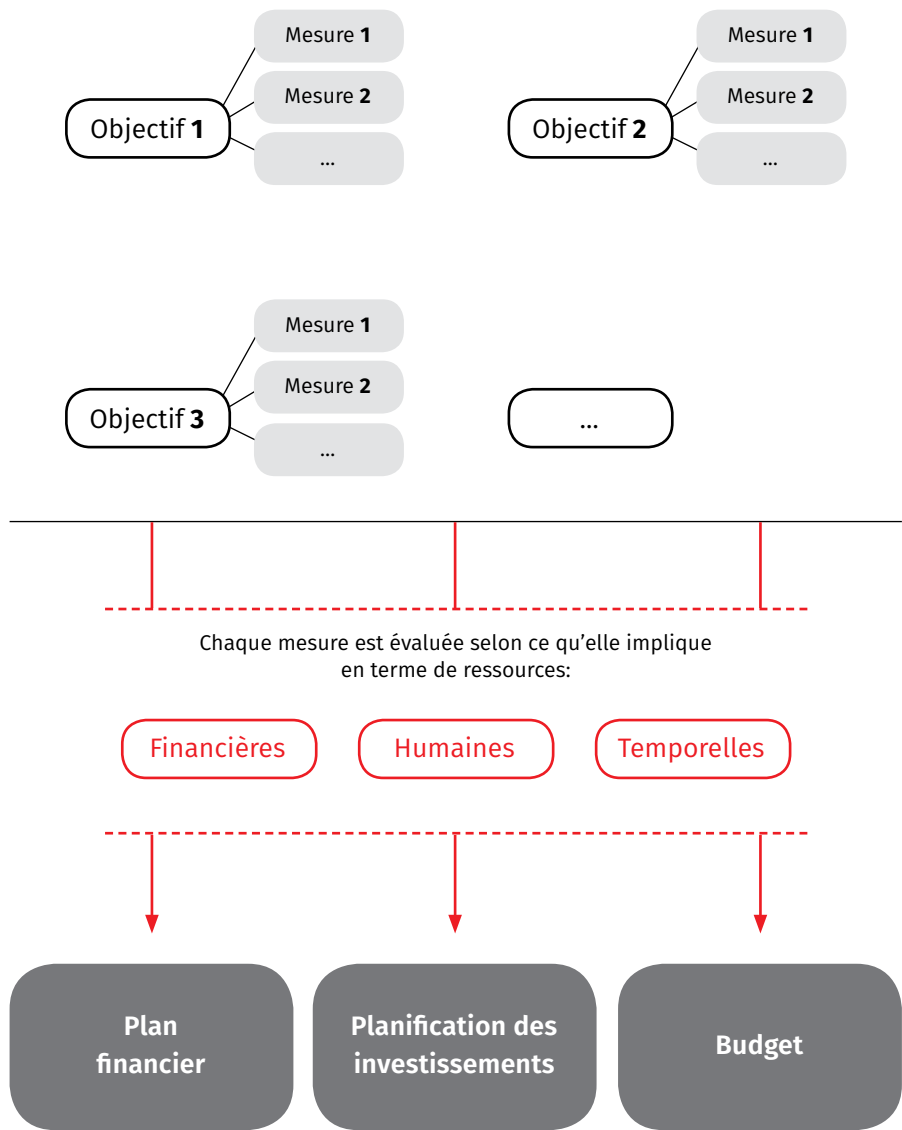 Objectif 1
Mesure 1
Mesure 2
...
Objectif 2
Mesure 1
Mesure 2
...
Objectif 3
Mesure 1
Mesure 2
...
...
Chaque mesure est évaluée selon ce qu’elle implique
en terme de ressources:
Financières
Humaines
Temporelles
Plan
financier
Planification des
investissements
Budget